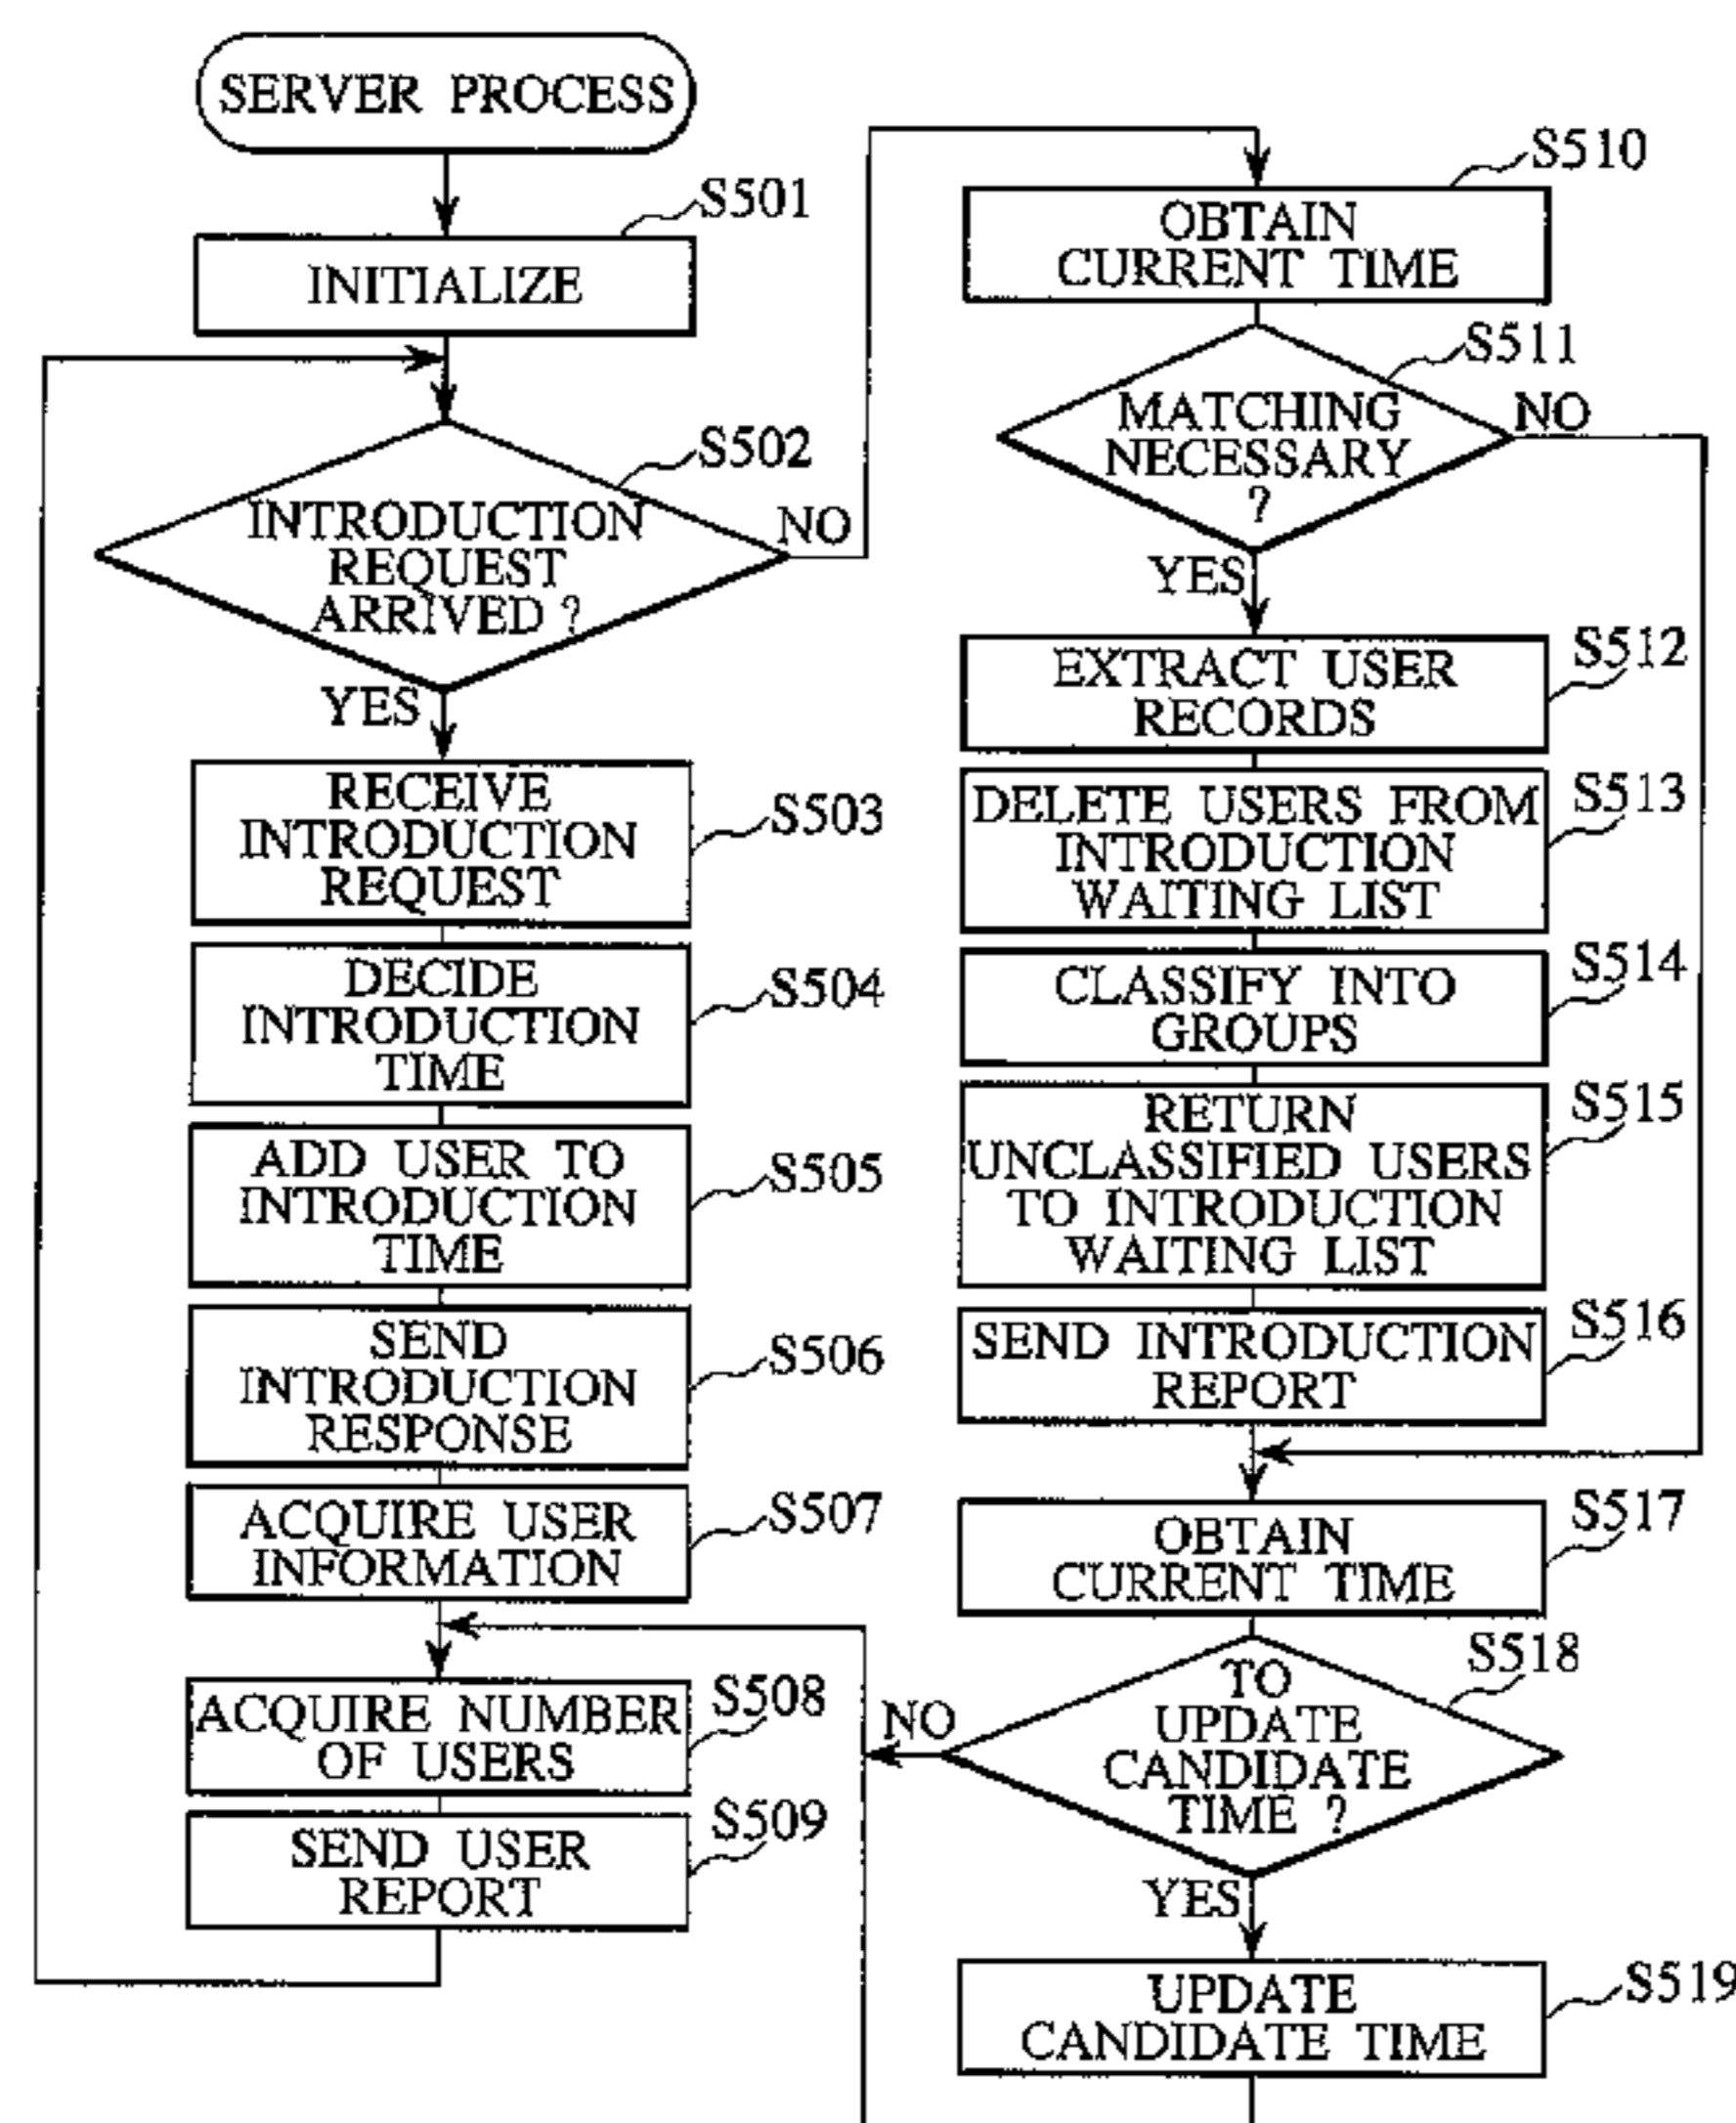 SERVER PROCESS
S501
INITIALIZE
S502
INTRODUCTION
REQUEST
ARRIVED ?
NO
YES
RECEIVE
INTRODUCTION
REQUEST
S503
DECIDE
INTRODUCTION
TIME
S504
ADD USER TO
INTRODUCTION
TIME
S505
SEND
INTRODUCTION
RESPONSE
S506
ACQUIRE USER
INFORMATION
S507
ACQUIRE NUMBER
OF USERS
S508
SEND USER
REPORT
S509
S510
OBTAIN
CURRENT TIME
S511
MATCHING
NECESSARY
?
NO
YES
EXTRACT USER
RECORDS
S512
DELETE USERS FROM
INTRODUCTION
WAITING LIST
S513
CLASSIFY INTO
GROUPS
S514
RETURN
UNCLASSIFIED USERS
TO INTRODUCTION
WAITING LIST
S515
SEND INTRODUCTION
REPORT
S516
OBTAIN
CURRENT TIME
S517
S518
TO
UPDATE
CANDIDATE
TIME ?
NO
YES
UPDATE
CANDIDATE TIME
S519